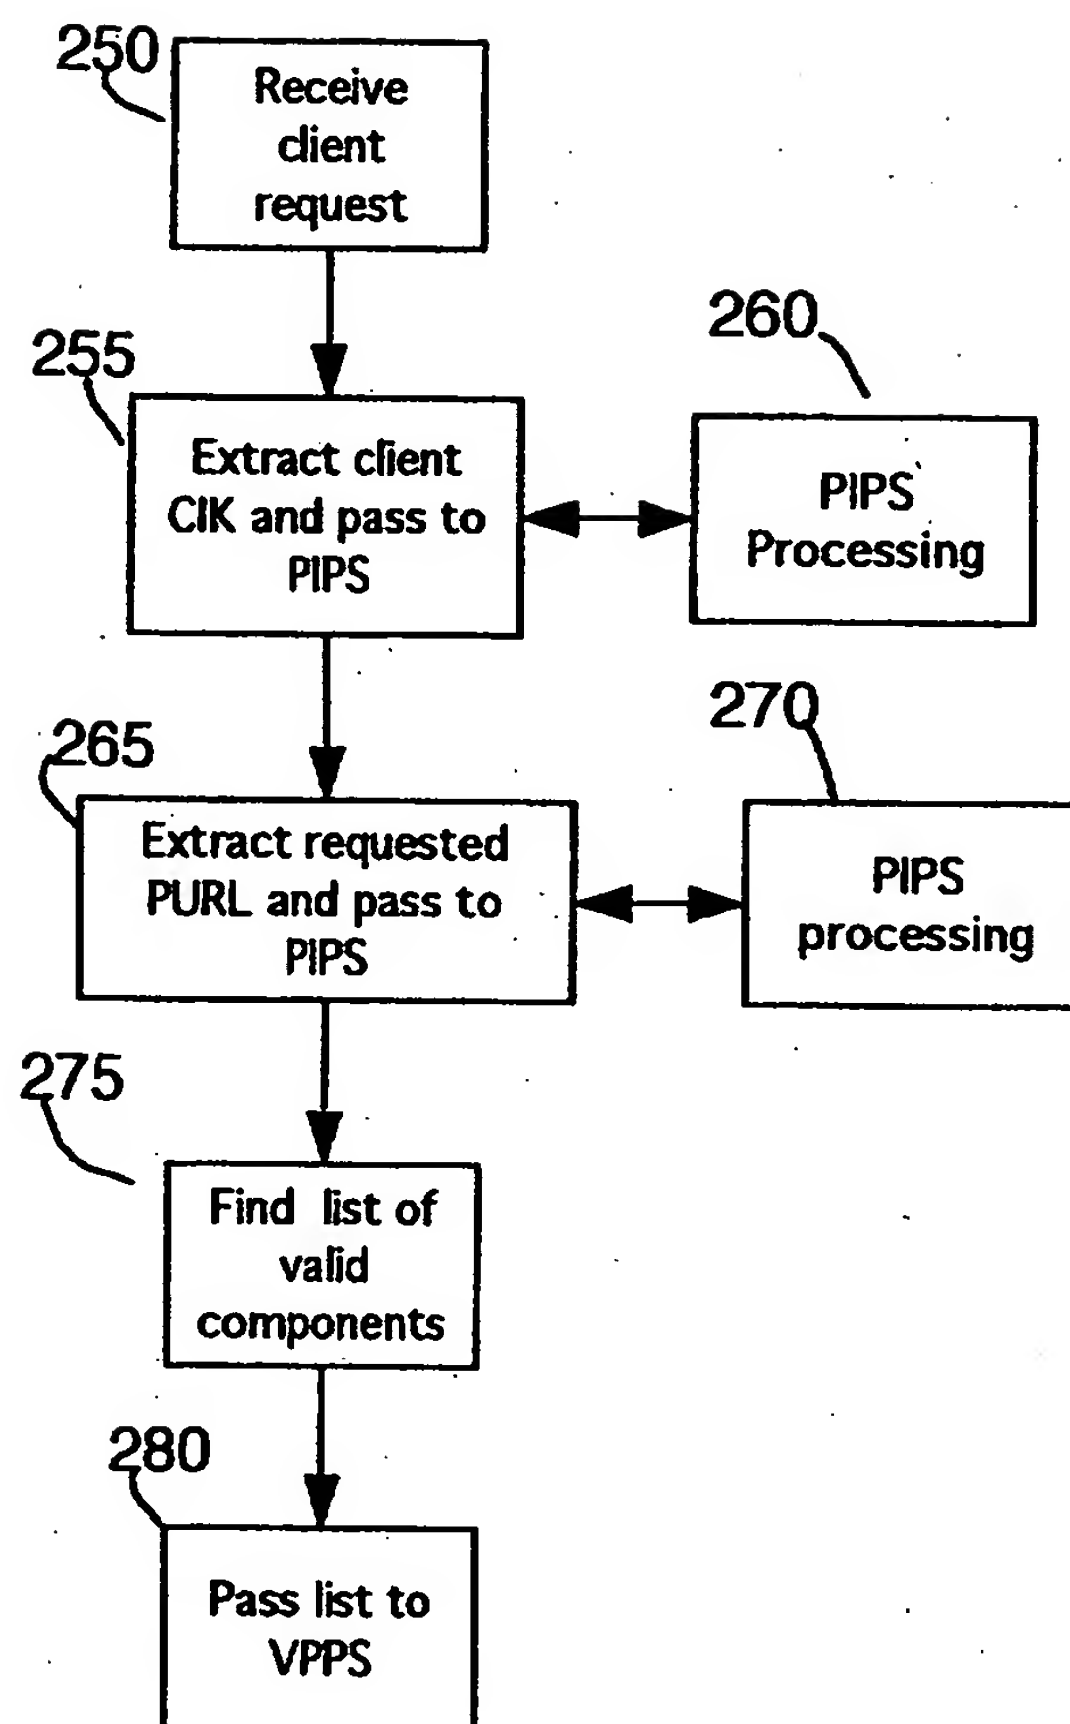 250
Receive
client
request
255
Extract client
CIK and pass to
PIPS
260
PIPS
Processing
265
Extract requested
PURL and pass to
PIPS
270
PIPS
processing
275
Find list of
valid
components
280
Pass list to
VPPS